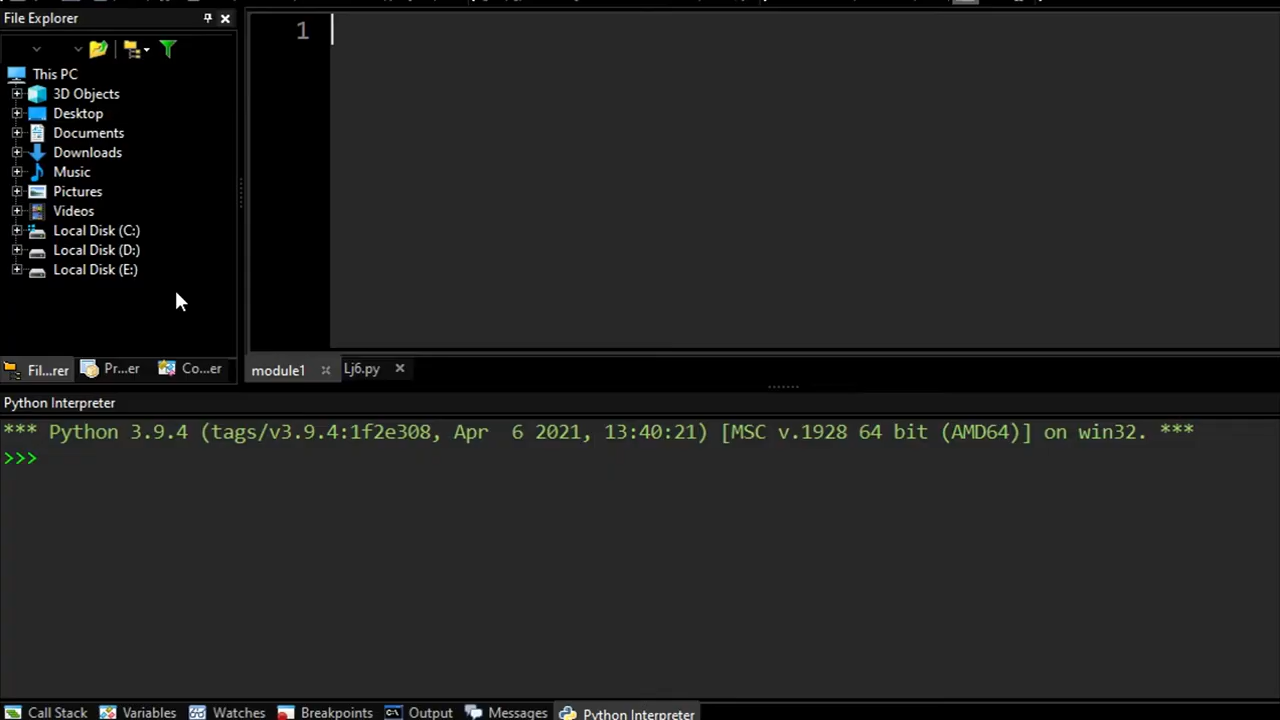 File Explorer
This PC
3D Objects
Desktop
Documents
Downloads
Music
Pictures
Videos
Local Disk (C:)
Local Disk (D:)
Local Disk (E:)
Fil...rer Pr...er Co...er
1
module1 Lj6.py
Python Interpreter
*** Python 3.9.4 (tags/v3.9.4:1f2e308, Apr  6 2021, 13:40:21) [MSC v.1928 64 bit (AMD64)] on win32. ***
>>>
Call Stack Variables Watches Breakpoints Output Messages Python Interpreter